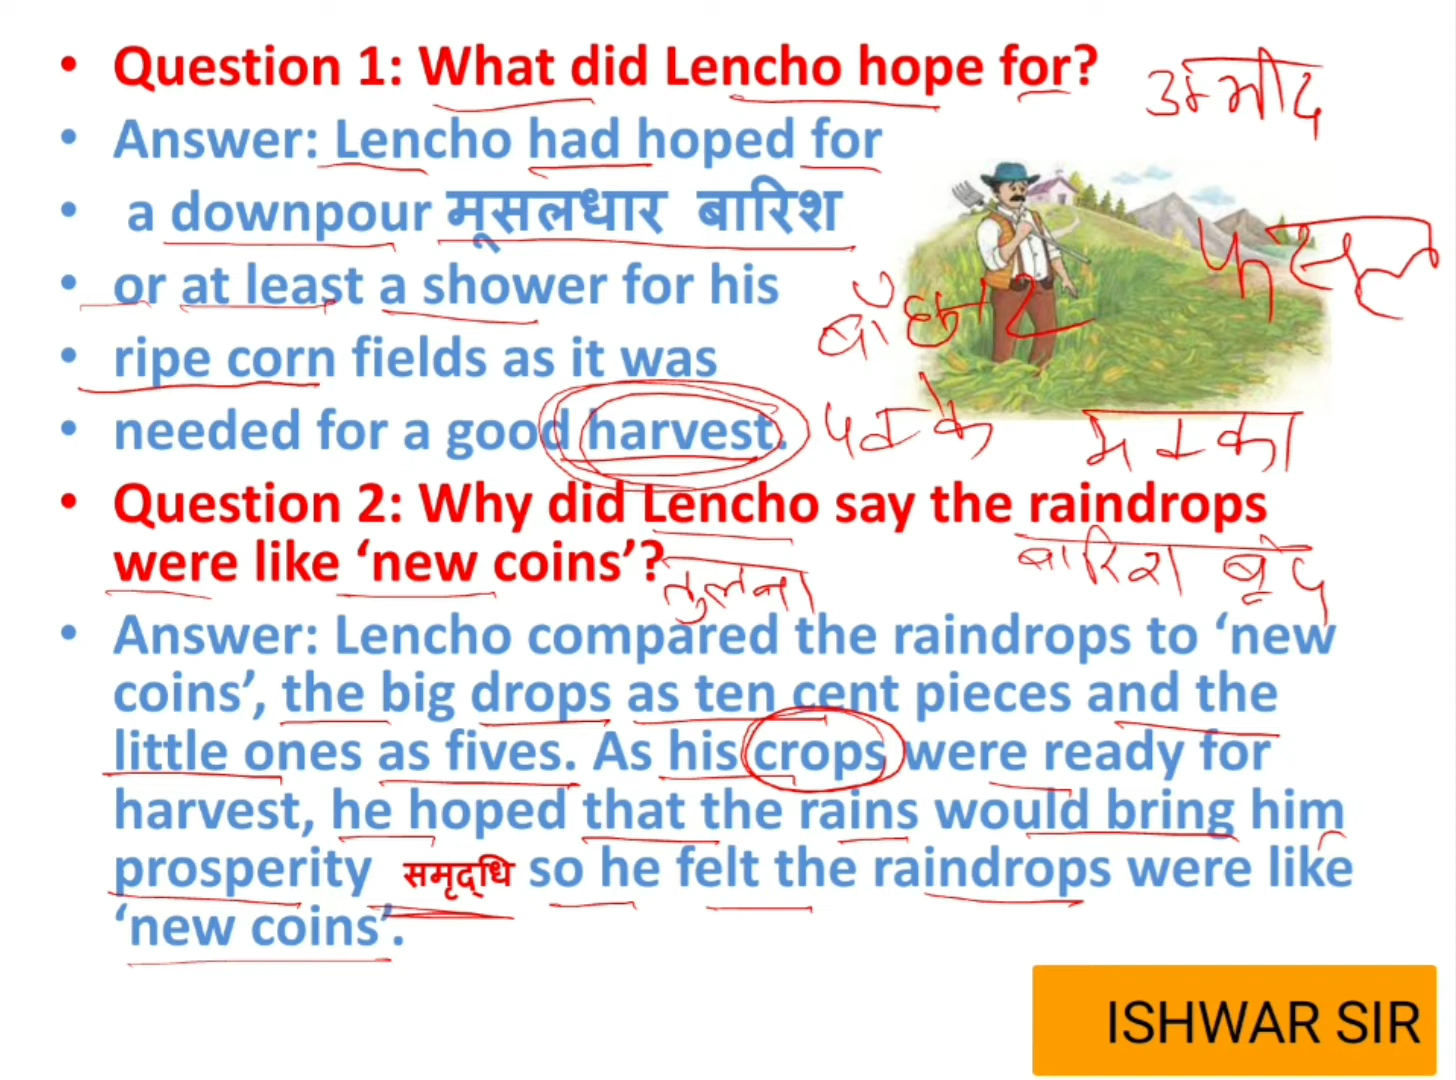 • Question 1: What did Lencho hope for? उम्मीद
• Answer: Lencho had hoped for
• a downpour मूसलधार बारिश
फसल
• or at least a shower for his
बौछार
• ripe corn fields as it was
• needed for a good harvest. पकके मक्का
• Question 2: Why did Lencho say the raindrops
were like ‘new coins’?
तुलना बारिश बूंद
• Answer: Lencho compared the raindrops to ‘new
coins’, the big drops as ten cent pieces and the
little ones as fives. As his crops were ready for
harvest, he hoped that the rains would bring him
prosperity समृद्धि so he felt the raindrops were like
‘new coins’.
ISHWAR SIR